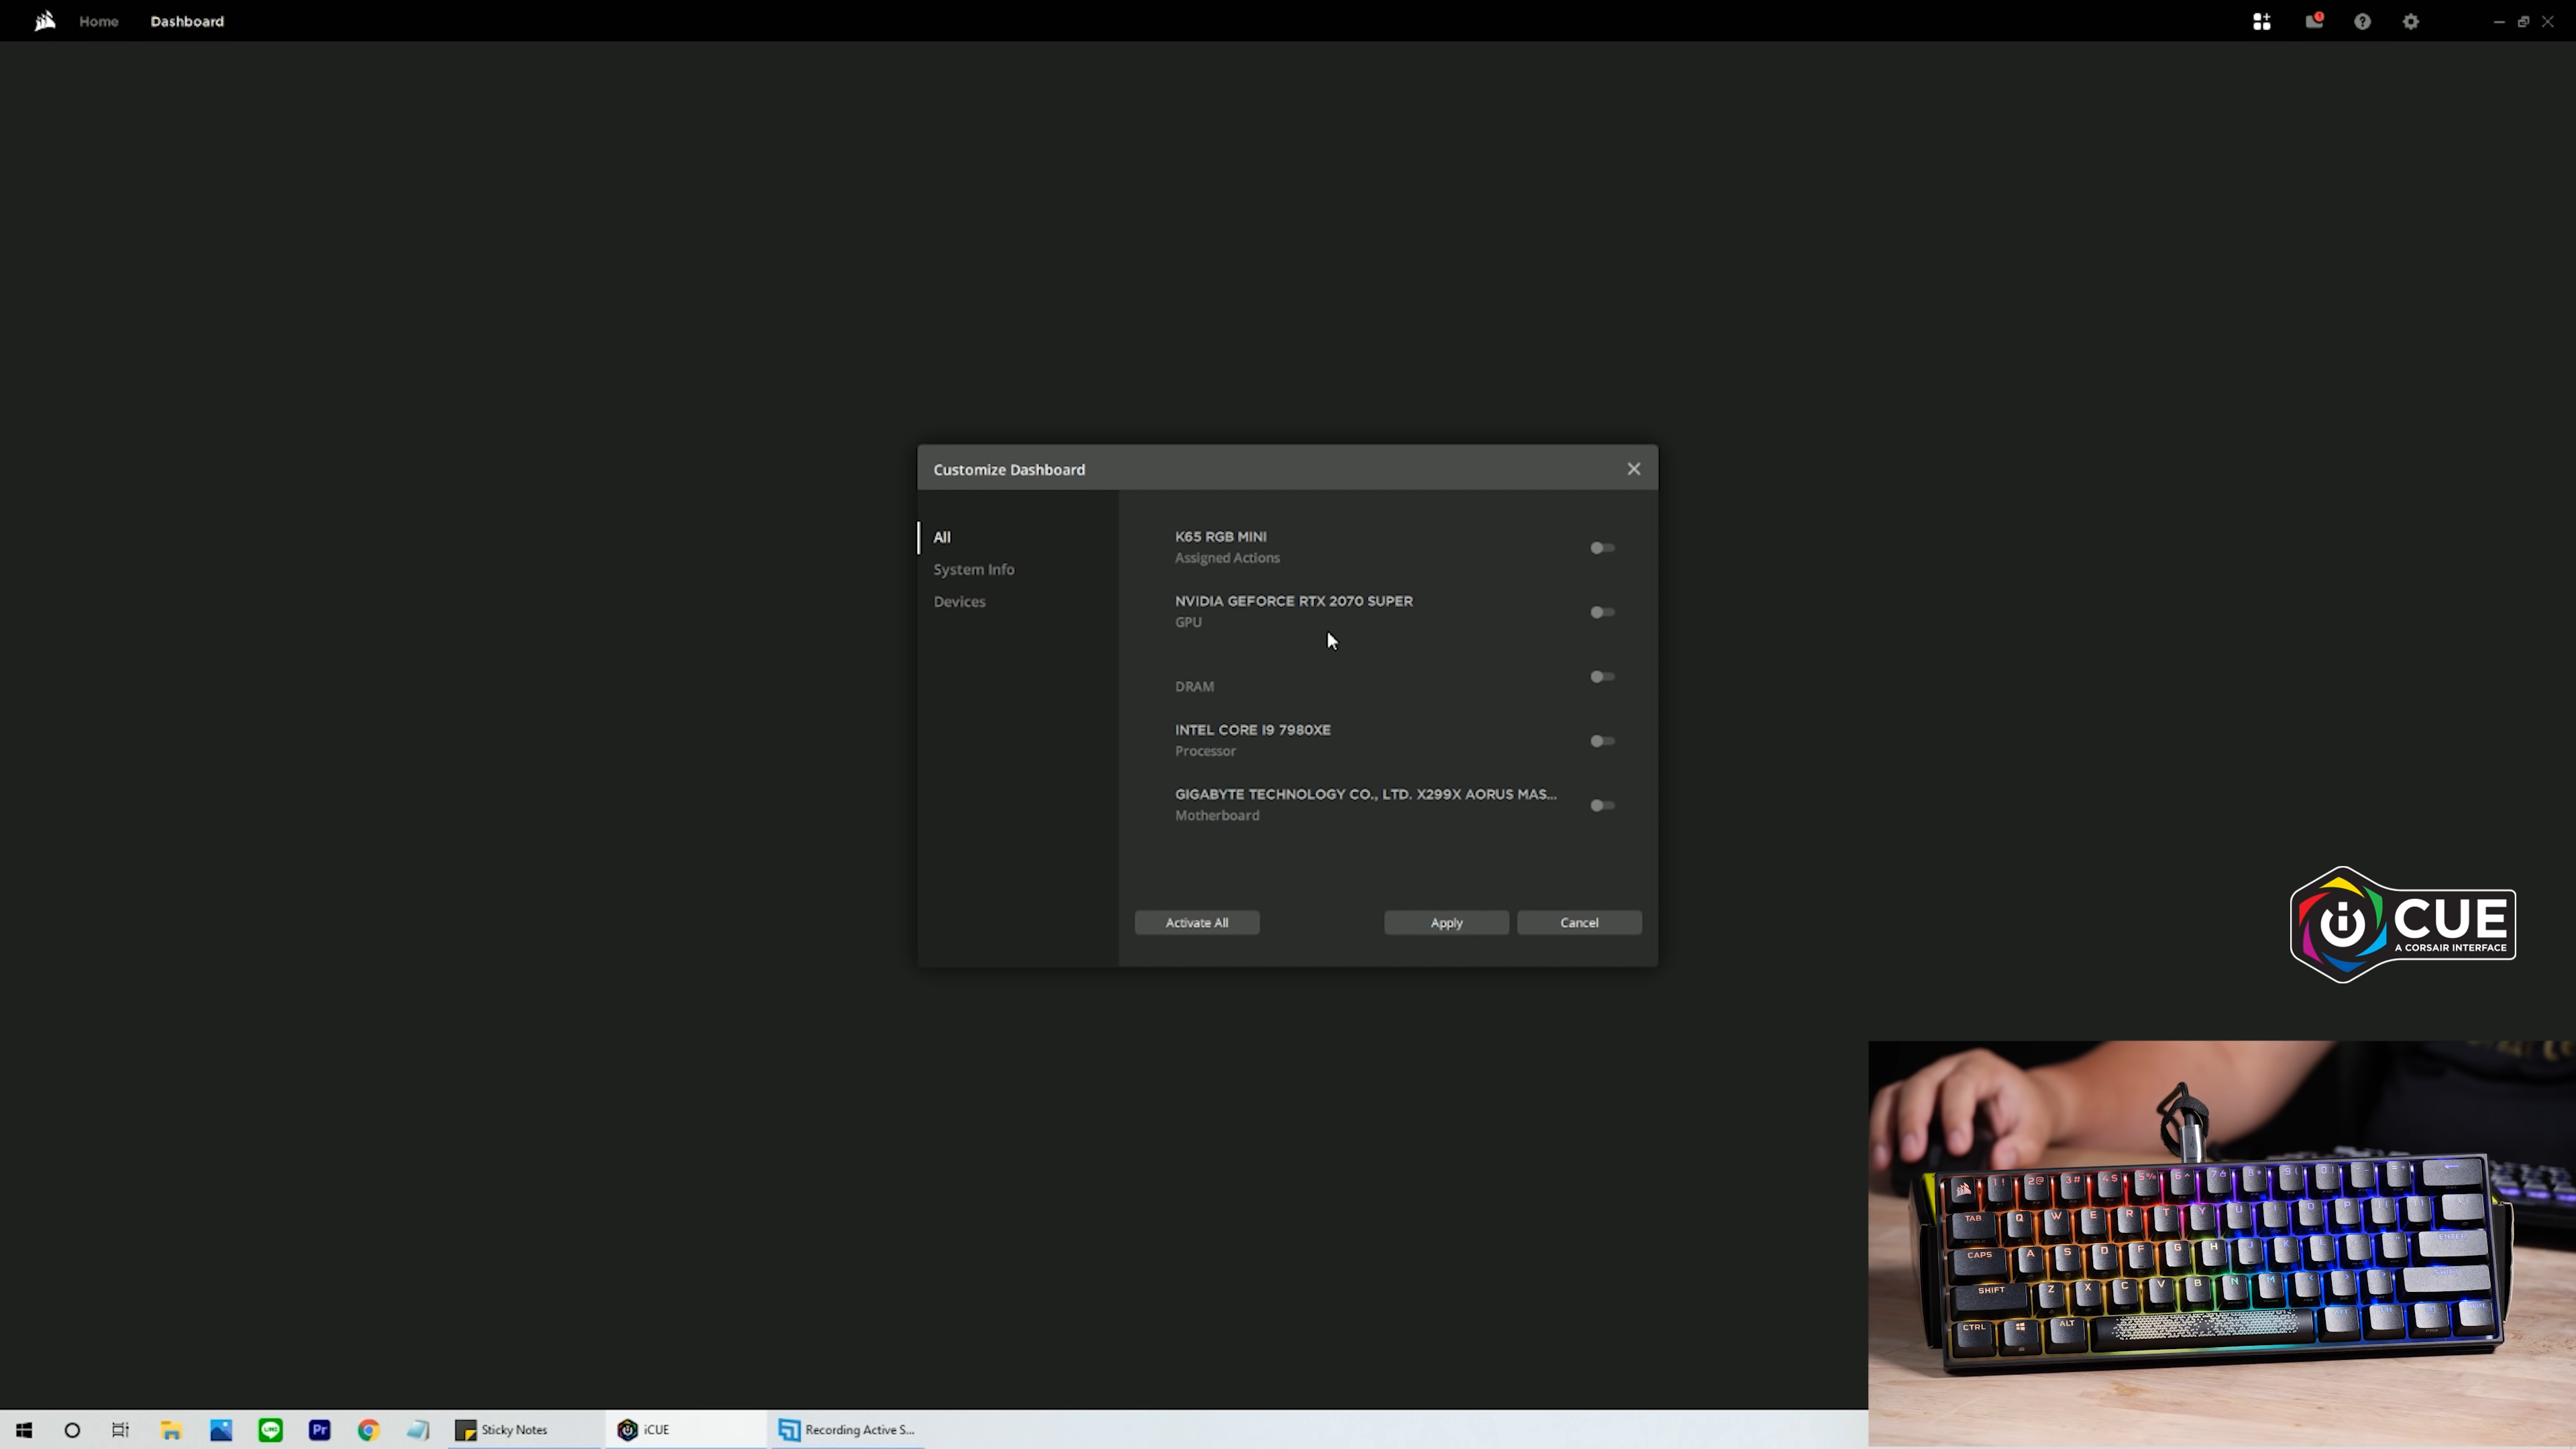 Home
Dashboard
Customize Dashboard
All
System Info
Devices
K65 RGB MINI
Assigned Actions
NVIDIA GEFORCE RTX 2070 SUPER
GPU
DRAM
INTEL CORE I9 7980XE
Processor
GIGABYTE TECHNOLOGY CO., LTD. X299X AORUS MAS...
Motherboard
Activate All
Apply
Cancel
iCUE
A CORSAIR INTERFACE
TAB Q W E R T Y U
CAPS A S D F G H J K
SHIFT Z X C V B N M
CTRL ALT
Pr
Sticky Notes
iCUE
Recording Active S...